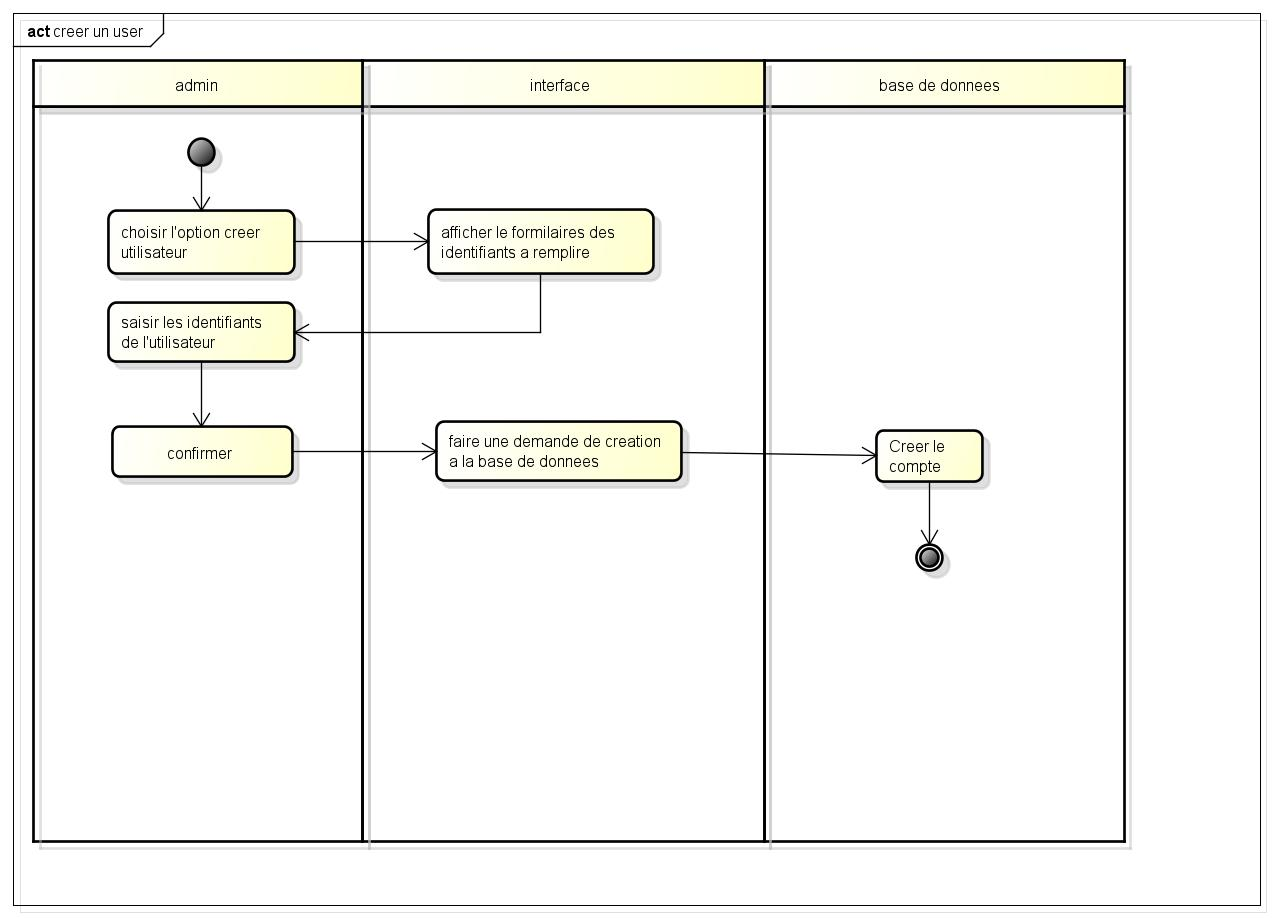 act creer un user
admin
interface
base de donnees
choisir l'option creer
utilisateur
afficher le formilaires des
identifiants a remplire
saisir les identifiants
de l'utilisateur
confirmer
faire une demande de creation
a la base de donnees
Creer le
compte